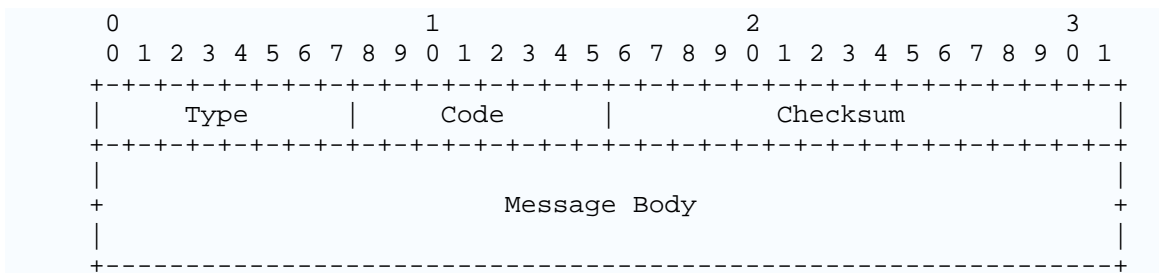 0                   1                   2                   3
0 1 2 3 4 5 6 7 8 9 0 1 2 3 4 5 6 7 8 9 0 1 2 3 4 5 6 7 8 9 0 1
+-+-+-+-+-+-+-+-+-+-+-+-+-+-+-+-+-+-+-+-+-+-+-+-+-+-+-+-+-+-+-+-+
|     Type      |     Code      |          Checksum             |
+-+-+-+-+-+-+-+-+-+-+-+-+-+-+-+-+-+-+-+-+-+-+-+-+-+-+-+-+-+-+-+-+
|                                                               |
+                         Message Body                          +
|                                                               |
+---------------------------------------------------------------+